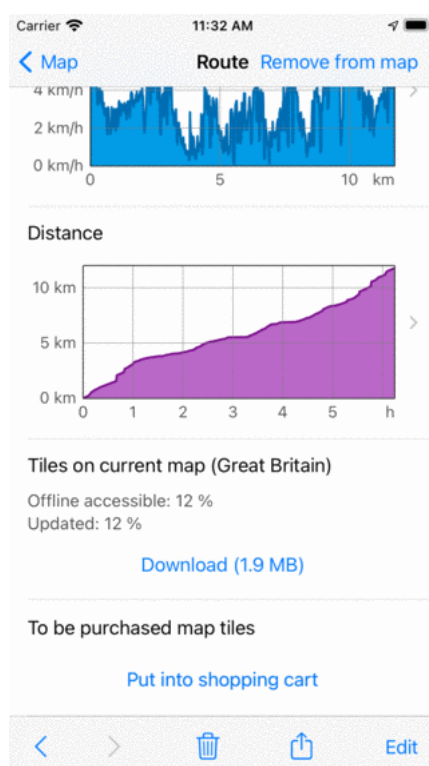 Carrier 11:32 AM
Map Route Remove from map
4 km/h
2 km/h
0 km/h
0 5 10 km
Distance
10 km
5 km
0 km
0 1 2 3 4 5 h
Tiles on current map (Great Britain)
Offline accessible: 12 %
Updated: 12 %
Download (1.9 MB)
To be purchased map tiles
Put into shopping cart
Edit